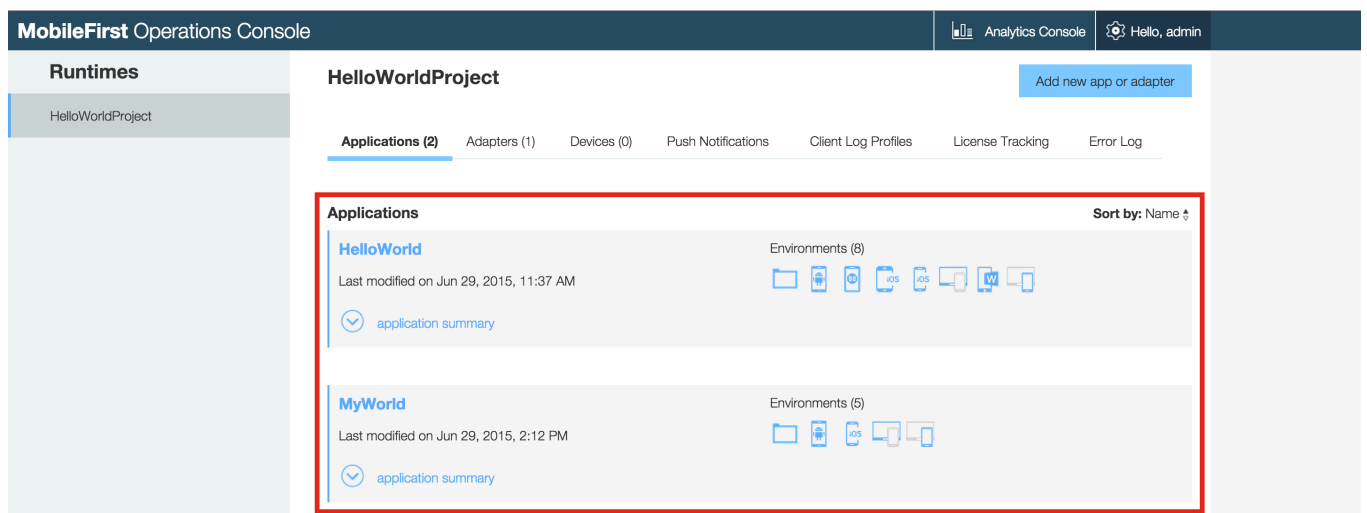 MobileFirst Operations Console
Analytics Console
Hello, admin
Runtimes
HelloWorldProject
HelloWorldProject
Add new app or adapter
Applications (2) Adapters (1) Devices (0) Push Notifications Client Log Profiles License Tracking Error Log
Applications
Sort by: Name
HelloWorld
Last modified on Jun 29, 2015, 11:37 AM
application summary
Environments (8)
iOS iOS W
MyWorld
Last modified on Jun 29, 2015, 2:12 PM
application summary
Environments (5)
iOS